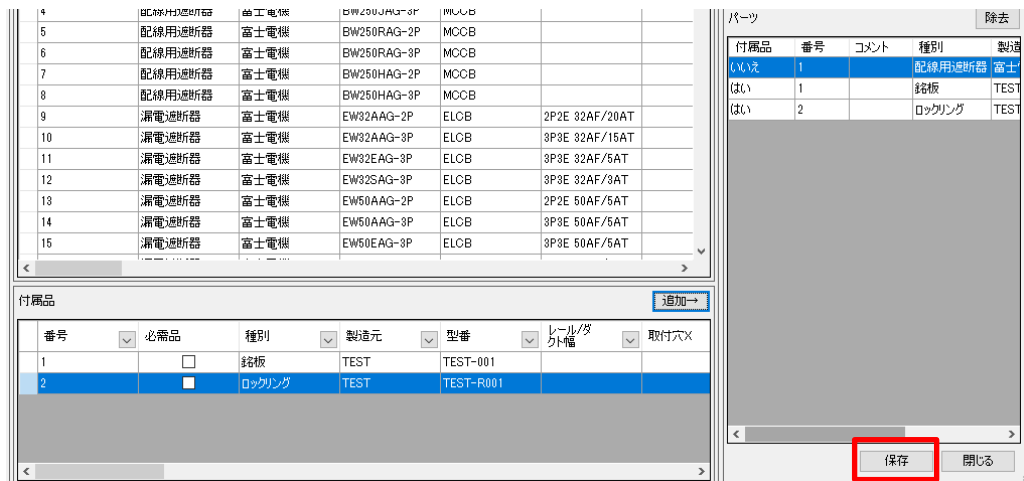 4 配線用遮断器 富士電機 BW250JAG-3P MCCB
5 配線用遮断器 富士電機 BW250RAG-2P MCCB
6 配線用遮断器 富士電機 BW250RAG-3P MCCB
7 配線用遮断器 富士電機 BW250HAG-2P MCCB
8 配線用遮断器 富士電機 BW250HAG-3P MCCB
9 漏電遮断器 富士電機 EW32AAG-2P ELCB 2P2E 32AF/20AT
10 漏電遮断器 富士電機 EW32AAG-3P ELCB 3P3E 32AF/15AT
11 漏電遮断器 富士電機 EW32EAG-3P ELCB 3P3E 32AF/5AT
12 漏電遮断器 富士電機 EW32SAG-3P ELCB 3P3E 32AF/3AT
13 漏電遮断器 富士電機 EW50AAG-2P ELCB 2P2E 50AF/5AT
14 漏電遮断器 富士電機 EW50AAG-3P ELCB 3P3E 50AF/5AT
15 漏電遮断器 富士電機 EW50EAG-3P ELCB 3P3E 50AF/5AT
付属品 追加→
番号 必需品 種別 製造元 型番 レール/ダ
クト幅 取付穴X
1 銘板 TEST TEST-001
2 ロックリング TEST TEST-R001
パーツ 除去
付属品 番号 コメント 種別 製造
いいえ 1 配線用遮断器 富士
はい 1 銘板 TEST
はい 2 ロックリング TEST
保存 閉じる